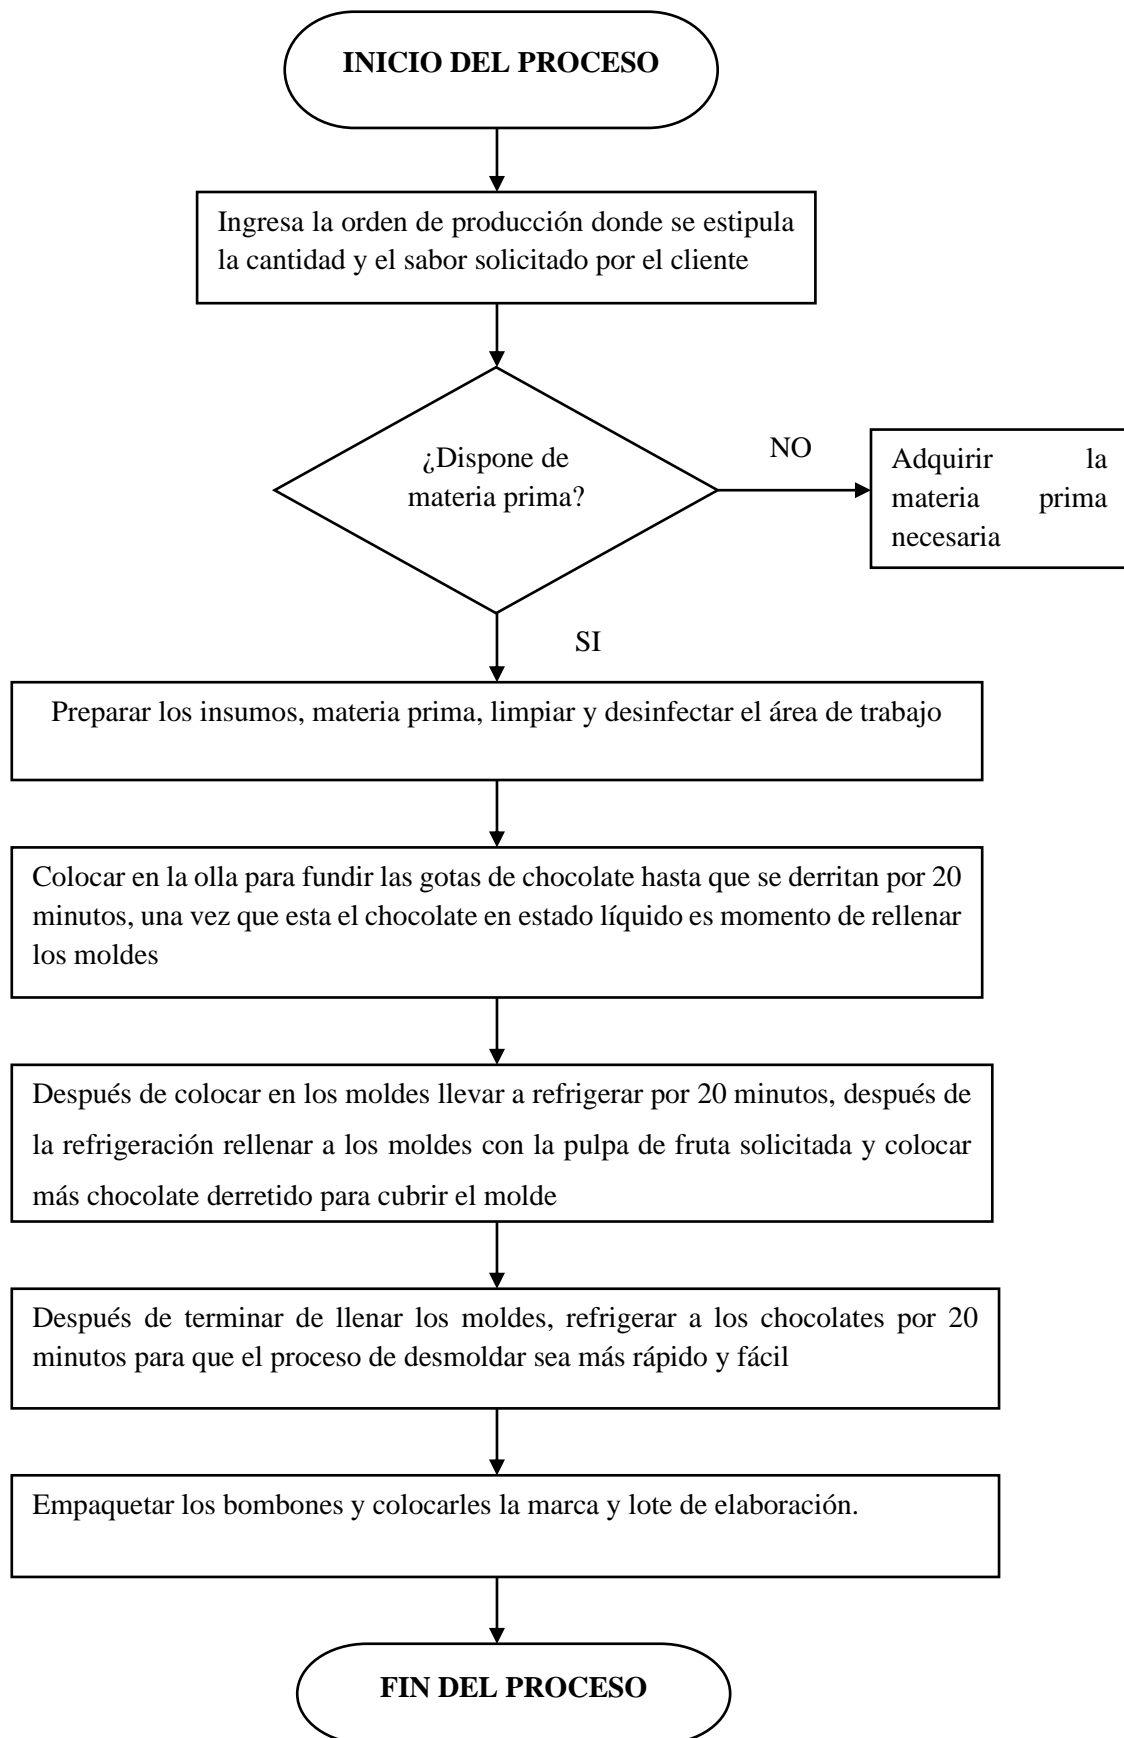 INICIO DEL PROCESO
Ingresa la orden de producción donde se estipula
la cantidad y el sabor solicitado por el cliente
¿Dispone de
materia prima?
NO
Adquirir la
materia prima
necesaria
SI
Preparar los insumos, materia prima, limpiar y desinfectar el área de trabajo
Colocar en la olla para fundir las gotas de chocolate hasta que se derritan por 20
minutos, una vez que esta el chocolate en estado líquido es momento de rellenar
los moldes
Después de colocar en los moldes llevar a refrigerar por 20 minutos, después de
la refrigeración rellenar a los moldes con la pulpa de fruta solicitada y colocar
más chocolate derretido para cubrir el molde
Después de terminar de llenar los moldes, refrigerar a los chocolates por 20
minutos para que el proceso de desmoldar sea más rápido y fácil
Empaquetar los bombones y colocarles la marca y lote de elaboración.
FIN DEL PROCESO